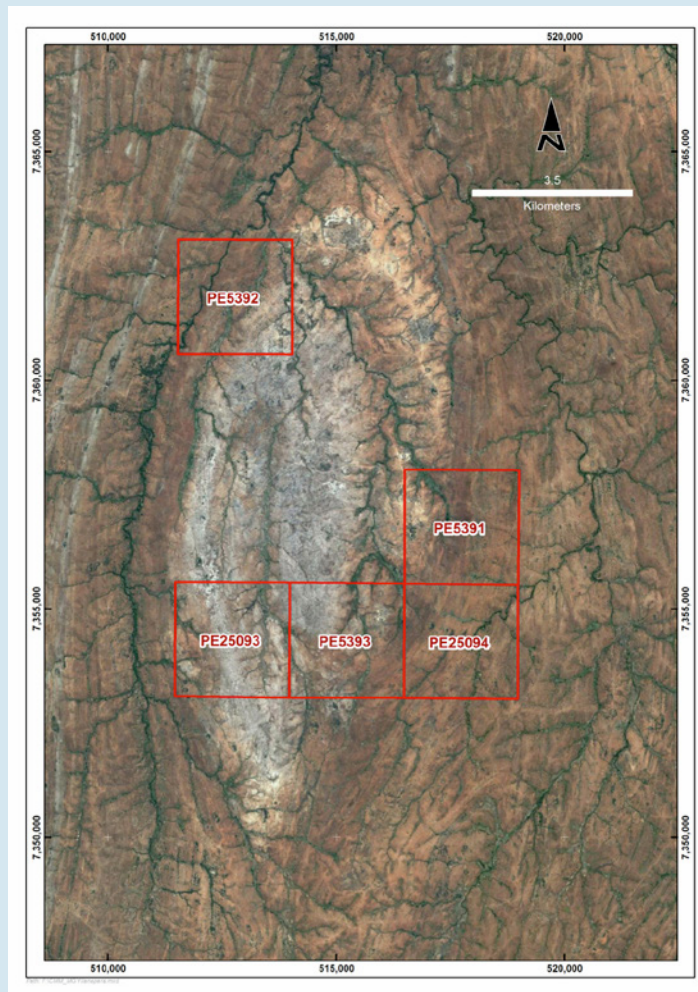 510,000 515,000 520,000
7,365,000 7,365,000
N
3.5
Kilometers
PE5392
7,360,000 7,360,000
PE5391
7,355,000 7,355,000
PE25093 PE5393 PE25094
7,350,000 7,350,000
510,000 515,000 520,000